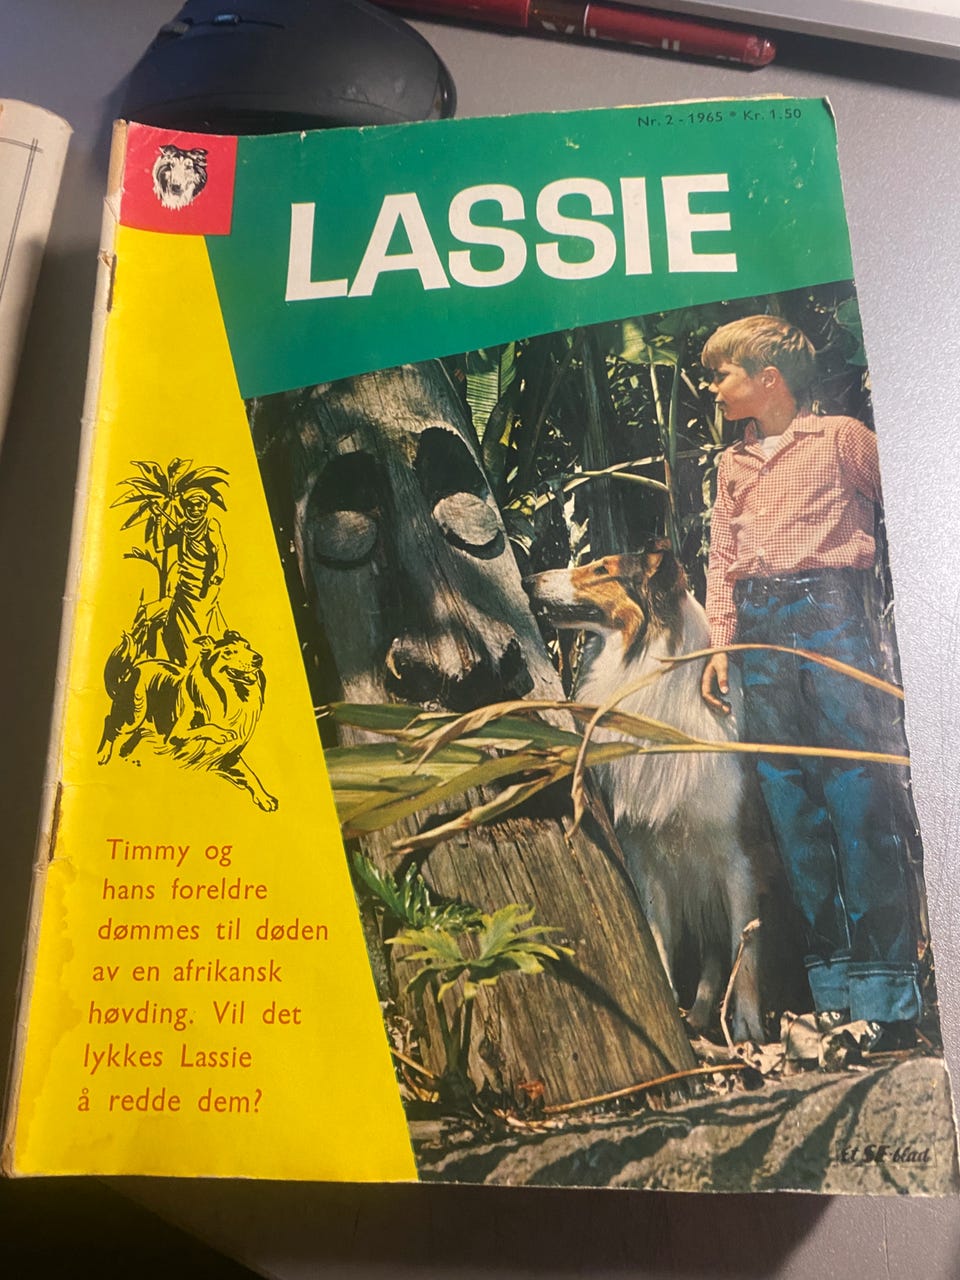 Nr. 2 - 1965 * Kr. 1.50
LASSIE
Timmy og
hans foreldre
dømmes til døden
av en afrikansk
høvding. Vil det
lykkes Lassie
å redde dem?
Et SE-blad